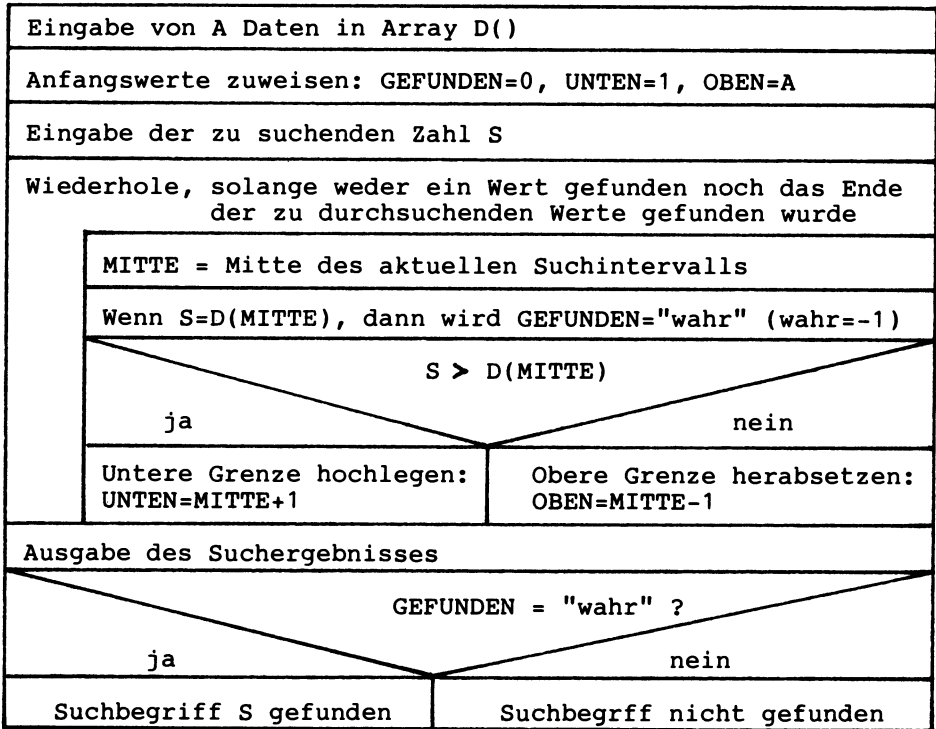 Eingabe von A Daten in Array D()
Anfangswerte zuweisen: GEFUNDEN=0, UNTEN=1, OBEN=A
Eingabe der zu suchenden Zahl S
Wiederhole, solange weder ein Wert gefunden noch das Ende
der zu durchsuchenden Werte gefunden wurde
MITTE = Mitte des aktuellen Suchintervalls
Wenn S=D(MITTE), dann wird GEFUNDEN="wahr" (wahr=-1)
S > D(MITTE)
ja
nein
Untere Grenze hochlegen:
UNTEN=MITTE+1
Obere Grenze herabsetzen:
OBEN=MITTE-1
Ausgabe des Suchergebnisses
GEFUNDEN = "wahr" ?
ja
nein
Suchbegriff S gefunden
Suchbegrff nicht gefunden